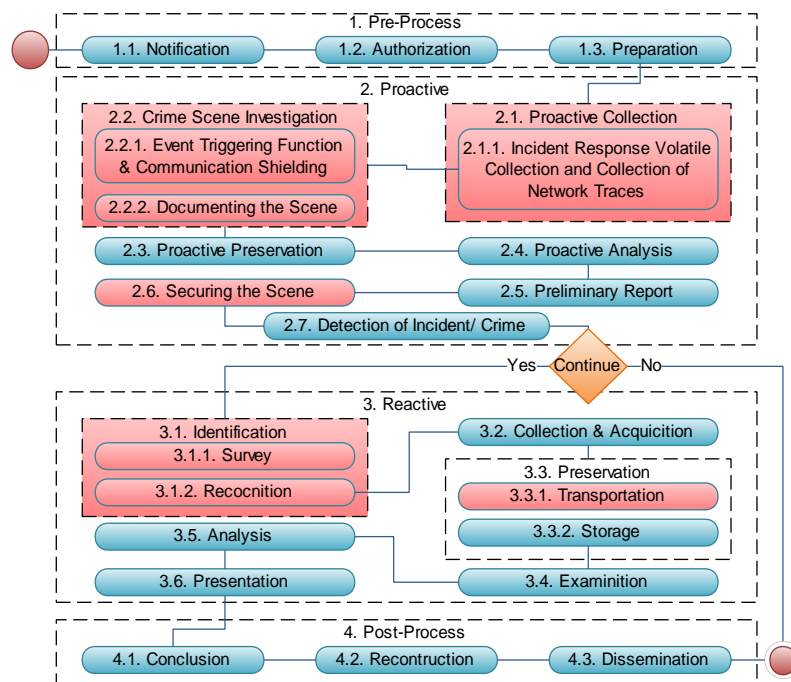 1. Pre-Process
1.1. Notification
1.2. Authorization
1.3. Preparation
2. Proactive
2.2. Crime Scene Investigation
2.2.1. Event Triggering Function
& Communication Shielding
2.2.2. Documenting the Scene
2.1. Proactive Collection
2.1.1. Incident Response Volatile
Collection and Collection of
Network Traces
2.3. Proactive Preservation
2.4. Proactive Analysis
2.6. Securing the Scene
2.5. Preliminary Report
2.7. Detection of Incident/ Crime
Yes
Continue
No
3. Reactive
3.1. Identification
3.1.1. Survey
3.1.2. Recocnition
3.2. Collection & Acquicition
3.3. Preservation
3.3.1. Transportation
3.3.2. Storage
3.5. Analysis
3.4. Examinition
3.6. Presentation
4. Post-Process
4.1. Conclusion
4.2. Recontruction
4.3. Dissemination